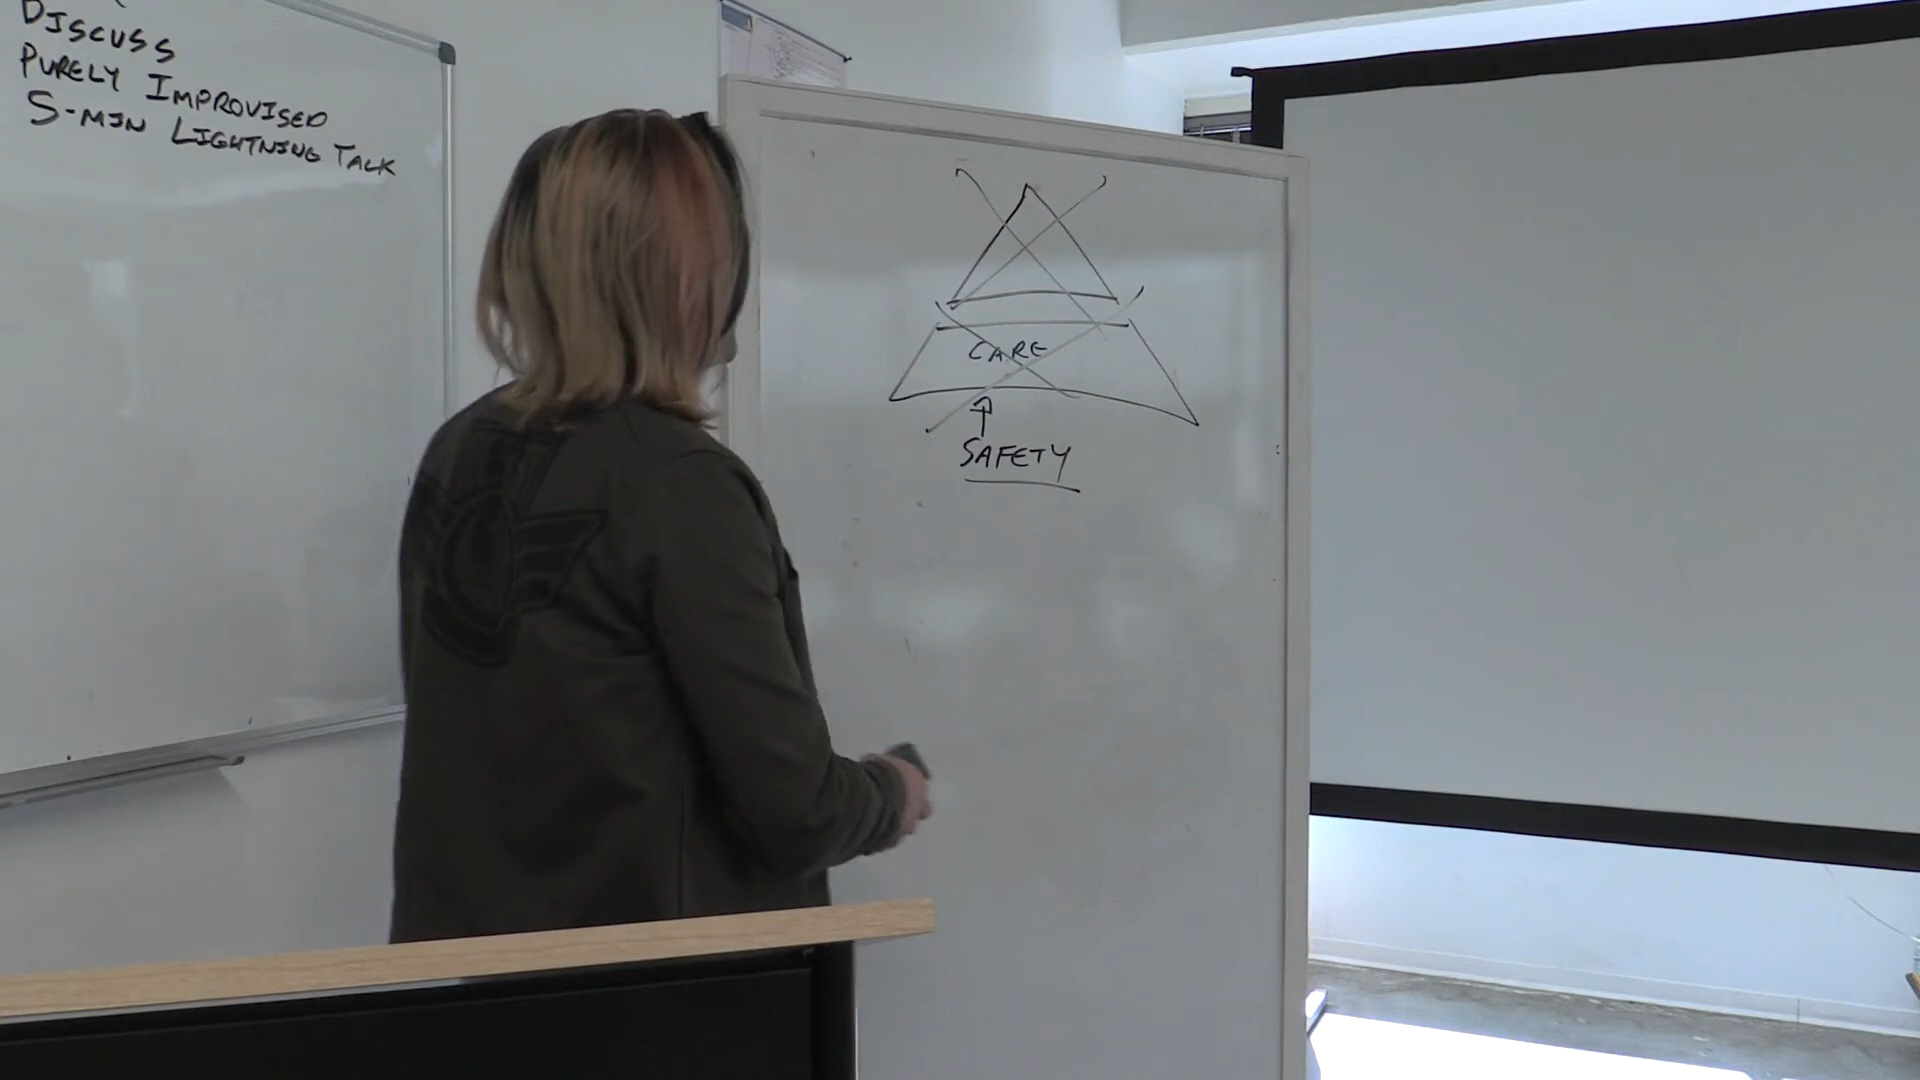 DISCUSS
PURELY IMPROVISED
5-MIN LIGHTNING TALK
CARE
SAFETY